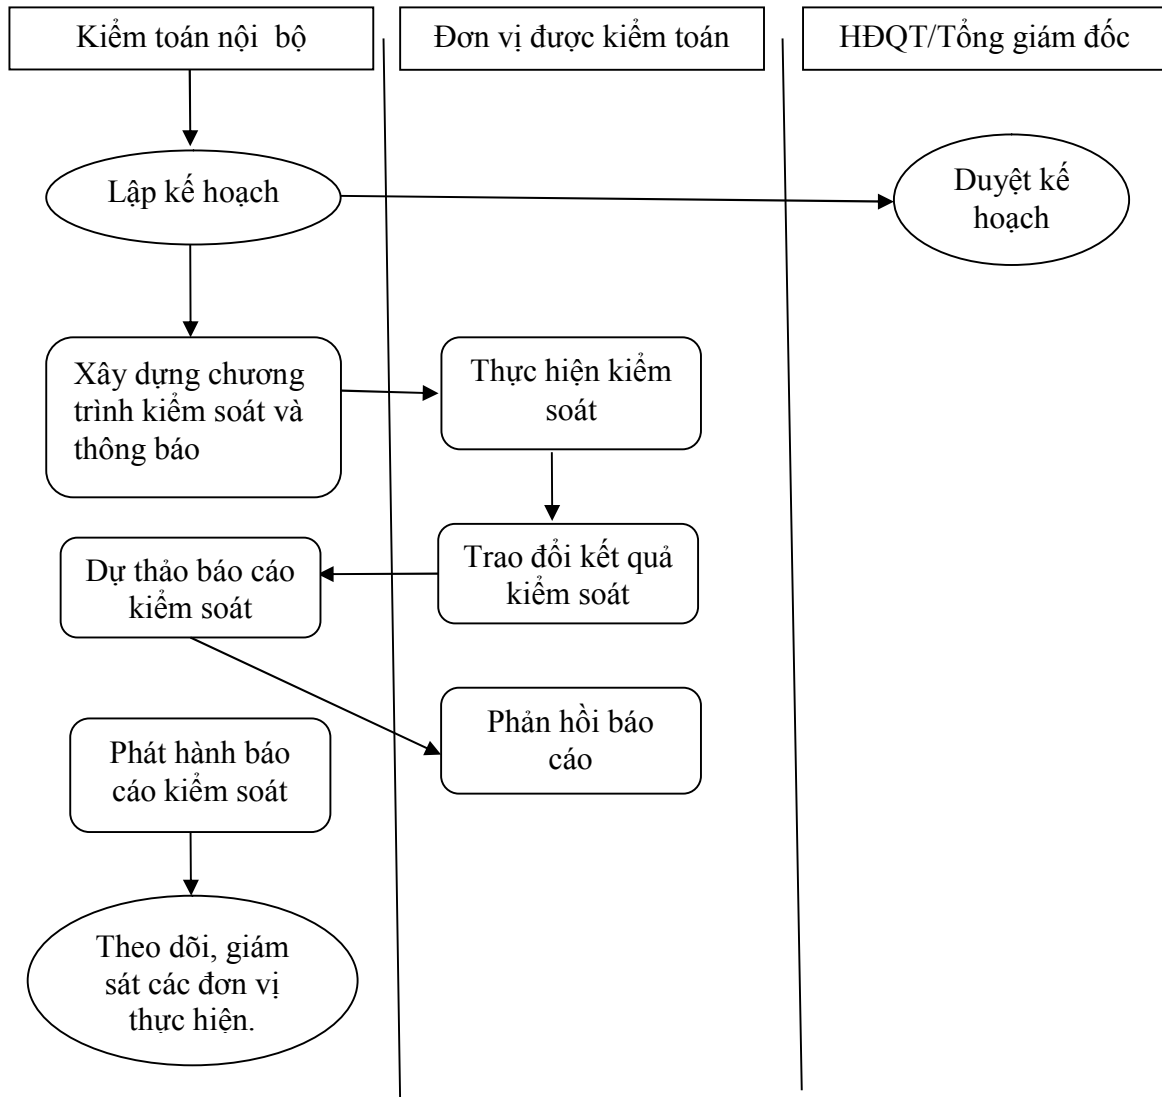 Kiểm toán nội bộ
Đơn vị được kiểm toán
HĐQT/Tổng giám đốc
Lập kế hoạch
Duyệt kế
hoạch
Xây dựng chương
trình kiểm soát và
thông báo
Thực hiện kiểm
soát
Trao đổi kết quả
kiểm soát
Dự thảo báo cáo
kiểm soát
Phản hồi báo
cáo
Phát hành báo
cáo kiểm soát
Theo dõi, giám
sát các đơn vị
thực hiện.